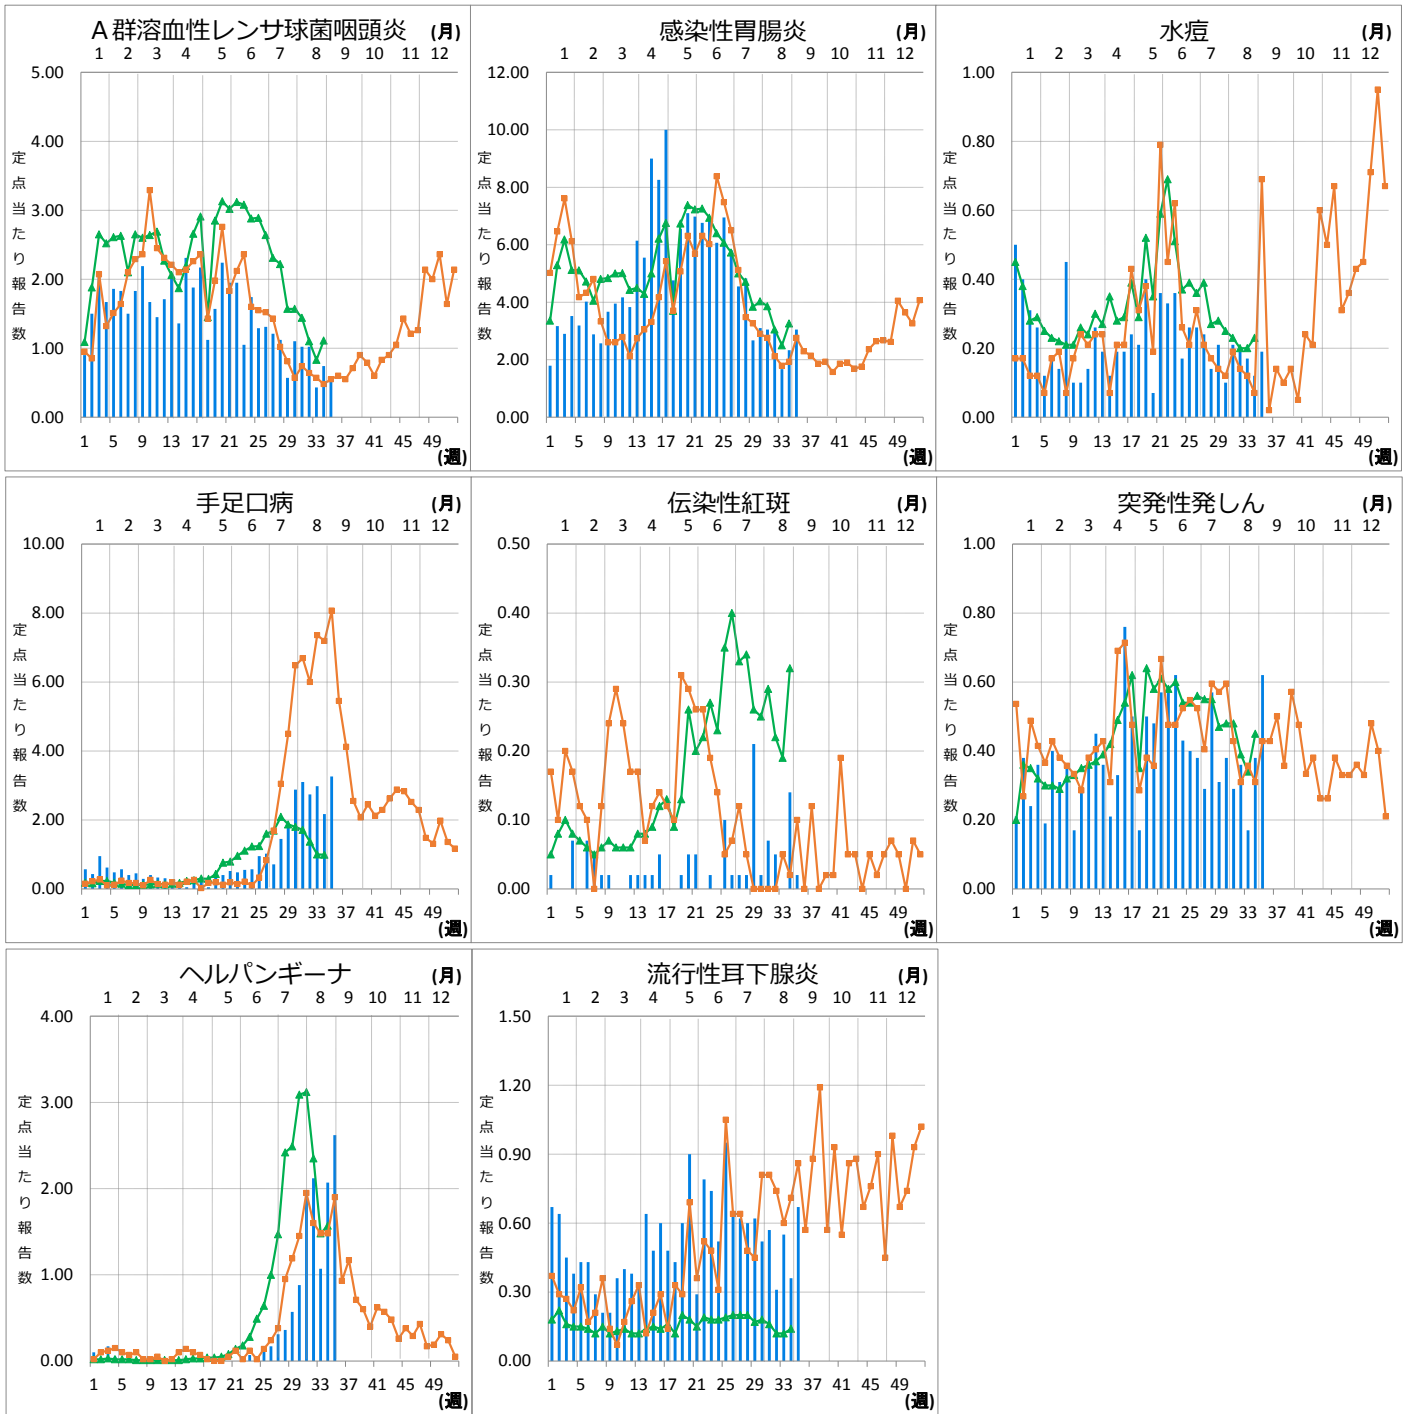 A群溶血性レンサ球菌咽頭炎 (月)
1 2 3 4 5 6 7 8 9 10 11 12
5.00
4.00
3.00
2.00
1.00
0.00
定点当たり報告数
1 5 9 13 17 21 25 29 33 37 41 45 49
(週)
感染性胃腸炎 (月)
1 2 3 4 5 6 7 8 9 10 11 12
12.00
10.00
8.00
6.00
4.00
2.00
0.00
定点当たり報告数
1 5 9 13 17 21 25 29 33 37 41 45 49
(週)
水痘 (月)
1 2 3 4 5 6 7 8 9 10 11 12
1.00
0.80
0.60
0.40
0.20
0.00
定点当たり報告数
1 5 9 13 17 21 25 29 33 37 41 45 49
(週)
手足口病 (月)
1 2 3 4 5 6 7 8 9 10 11 12
10.00
8.00
6.00
4.00
2.00
0.00
定点当たり報告数
1 5 9 13 17 21 25 29 33 37 41 45 49
(週)
伝染性紅斑 (月)
1 2 3 4 5 6 7 8 9 10 11 12
0.50
0.40
0.30
0.20
0.10
0.00
定点当たり報告数
1 5 9 13 17 21 25 29 33 37 41 45 49
(週)
突発性発しん (月)
1 2 3 4 5 6 7 8 9 10 11 12
1.00
0.80
0.60
0.40
0.20
0.00
定点当たり報告数
1 5 9 13 17 21 25 29 33 37 41 45 49
(週)
ヘルパンギーナ (月)
1 2 3 4 5 6 7 8 9 10 11 12
4.00
3.00
2.00
1.00
0.00
定点当たり報告数
1 5 9 13 17 21 25 29 33 37 41 45 49
(週)
流行性耳下腺炎 (月)
1 2 3 4 5 6 7 8 9 10 11 12
1.50
1.20
0.90
0.60
0.30
0.00
定点当たり報告数
1 5 9 13 17 21 25 29 33 37 41 45 49
(週)